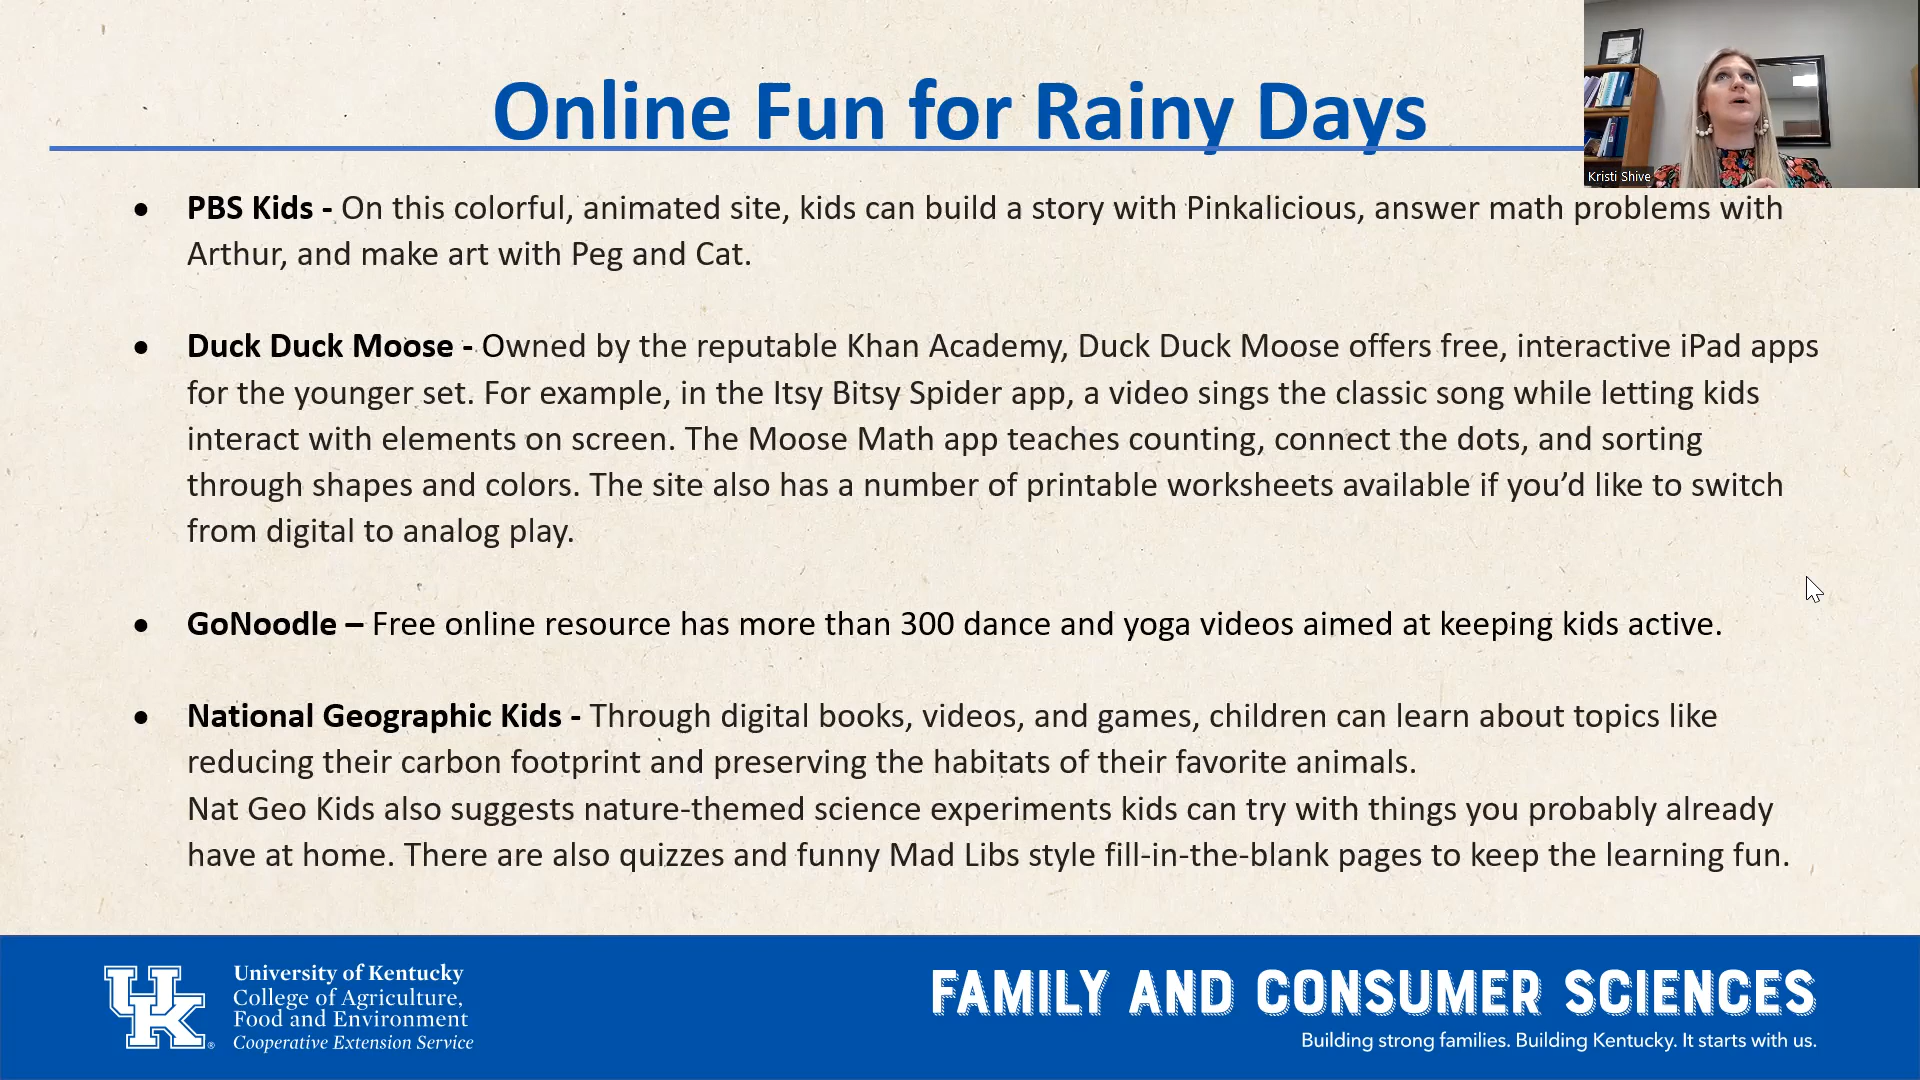 Online Fun for Rainy Days
Kristi Shive
● PBS Kids - On this colorful, animated site, kids can build a story with Pinkalicious, answer math problems with
Arthur, and make art with Peg and Cat.
● Duck Duck Moose - Owned by the reputable Khan Academy, Duck Duck Moose offers free, interactive iPad apps
for the younger set. For example, in the Itsy Bitsy Spider app, a video sings the classic song while letting kids
interact with elements on screen. The Moose Math app teaches counting, connect the dots, and sorting
through shapes and colors. The site also has a number of printable worksheets available if you’d like to switch
from digital to analog play.
● GoNoodle – Free online resource has more than 300 dance and yoga videos aimed at keeping kids active.
● National Geographic Kids - Through digital books, videos, and games, children can learn about topics like
reducing their carbon footprint and preserving the habitats of their favorite animals.
Nat Geo Kids also suggests nature-themed science experiments kids can try with things you probably already
have at home. There are also quizzes and funny Mad Libs style fill-in-the-blank pages to keep the learning fun.
UK®
University of Kentucky
College of Agriculture,
Food and Environment
Cooperative Extension Service
FAMILY AND CONSUMER SCIENCES
Building strong families. Building Kentucky. It starts with us.